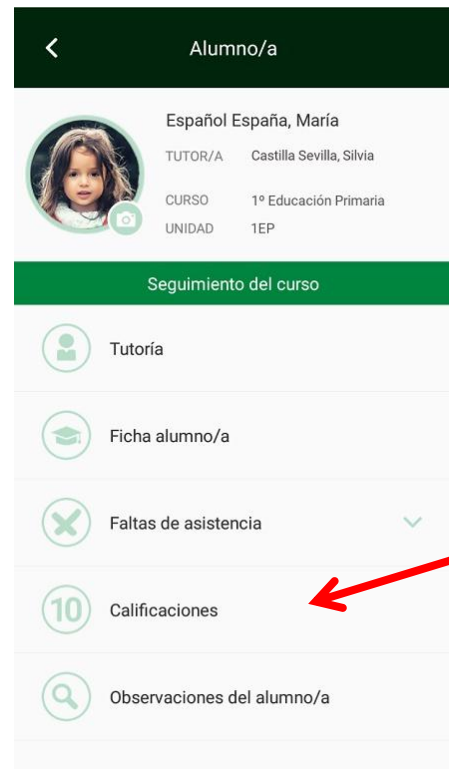 Alumno/a
Español España, María
TUTOR/A Castilla Sevilla, Silvia
CURSO 1º Educación Primaria
UNIDAD 1EP
Seguimiento del curso
Tutoría
Ficha alumno/a
Faltas de asistencia
10 Calificaciones
Observaciones del alumno/a